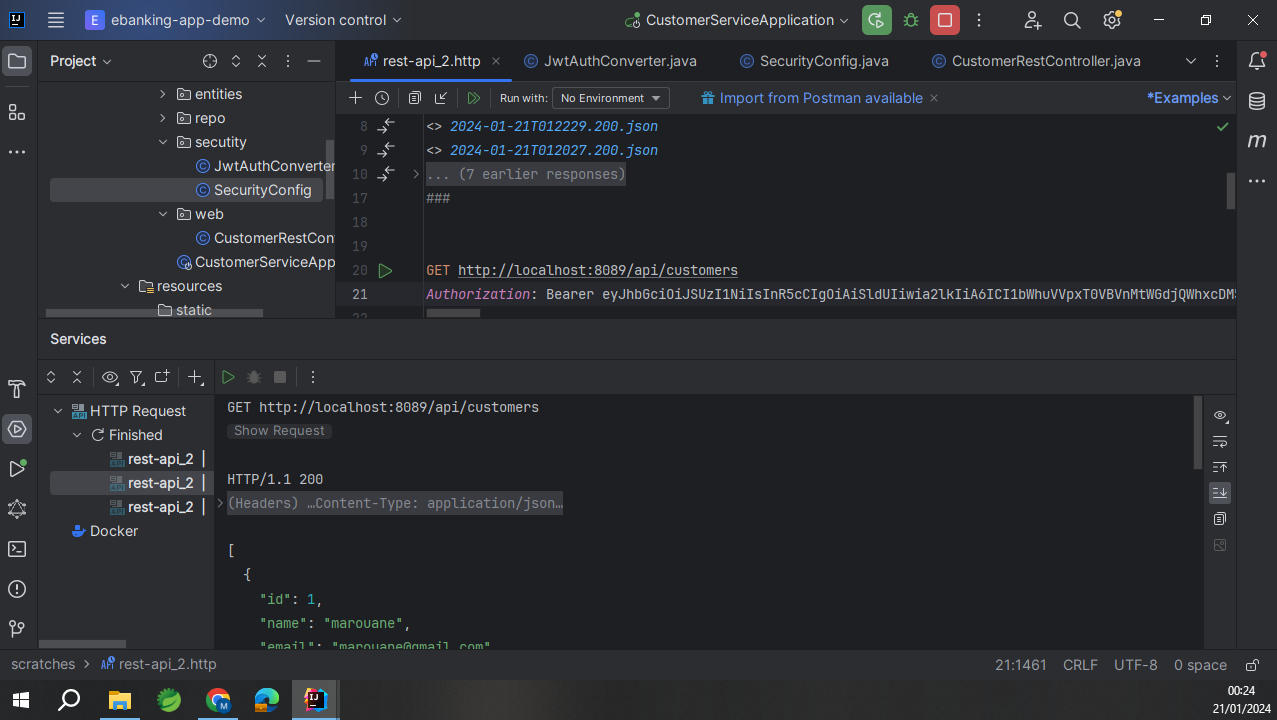 E ebanking-app-demo Version control CustomerServiceApplication
Project
rest-api_2.http JwtAuthConverter.java SecurityConfig.java CustomerRestController.java
Run with: No Environment Import from Postman available *Examples
entities
repo
secutity
JwtAuthConverter
SecurityConfig
web
CustomerRestCon
CustomerServiceApp
resources
static
8 <> 2024-01-21T012229.200.json
9 <> 2024-01-21T012027.200.json
10 ... (7 earlier responses)
17 ###
18
19
20 GET http://localhost:8089/api/customers
21 Authorization: Bearer
22
Services
HTTP Request
Finished
rest-api_2 |
rest-api_2 |
rest-api_2 |
Docker
GET http://localhost:8089/api/customers
Show Request
HTTP/1.1 200
(Headers) …Content-Type: application/json…
[
{
"id": 1,
"name": "marouane",
"email": "marouane@gmail.com"
scratches > rest-api_2.http 21:1461 CRLF UTF-8 0 space
00:24
21/01/2024